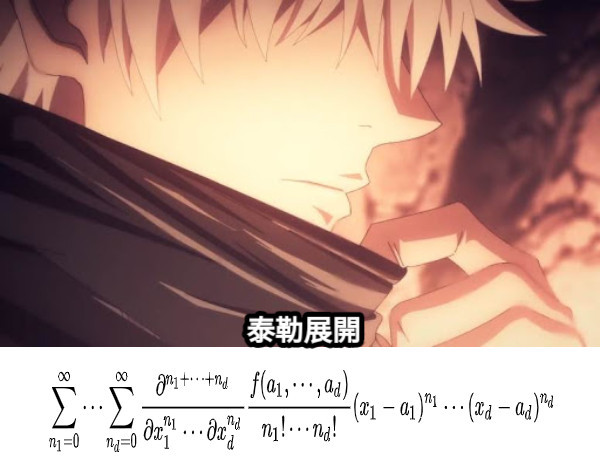 泰勒展開
\sum_{n_1=0}^{\infty} \cdots \sum_{n_d=0}^{\infty} \frac{\partial^{n_1+\cdots+n_d}}{\partial x_1^{n_1} \cdots \partial x_d^{n_d}} \frac{f(a_1, \cdots, a_d)}{n_1! \cdots n_d!} (x_1 - a_1)^{n_1} \cdots (x_d - a_d)^{n_d}